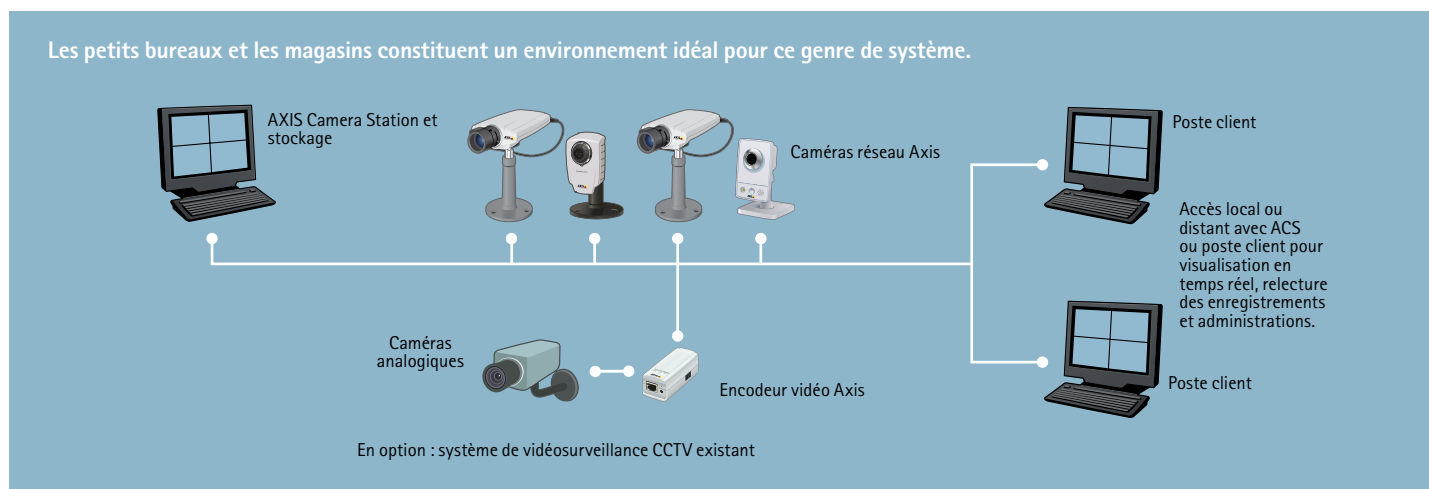 Les petits bureaux et les magasins constituent un environnement idéal pour ce genre de système.
AXIS Camera Station et
stockage
Caméras réseau Axis
Poste client
Accès local ou
distant avec ACS
ou poste client pour
visualisation en
temps réel, relecture
des enregistrements
et administrations.
Caméras
analogiques
Encodeur vidéo Axis
Poste client
En option : système de vidéosurveillance CCTV existant